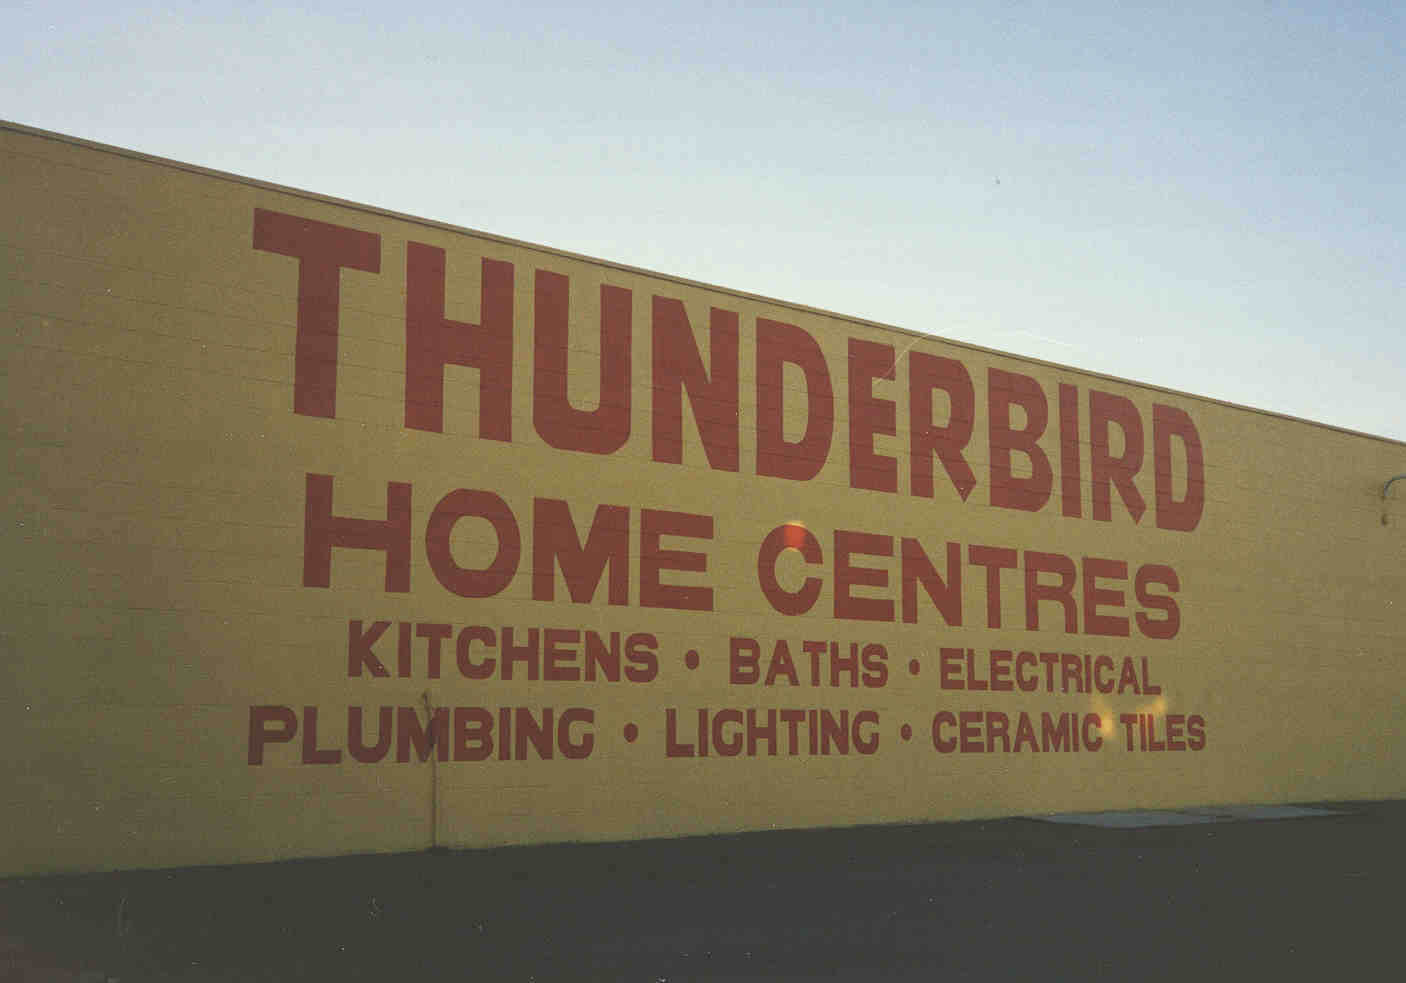 THUNDERBIRD
HOME CENTRES
KITCHENS • BATHS • ELECTRICAL
PLUMBING • LIGHTING • CERAMIC TILES